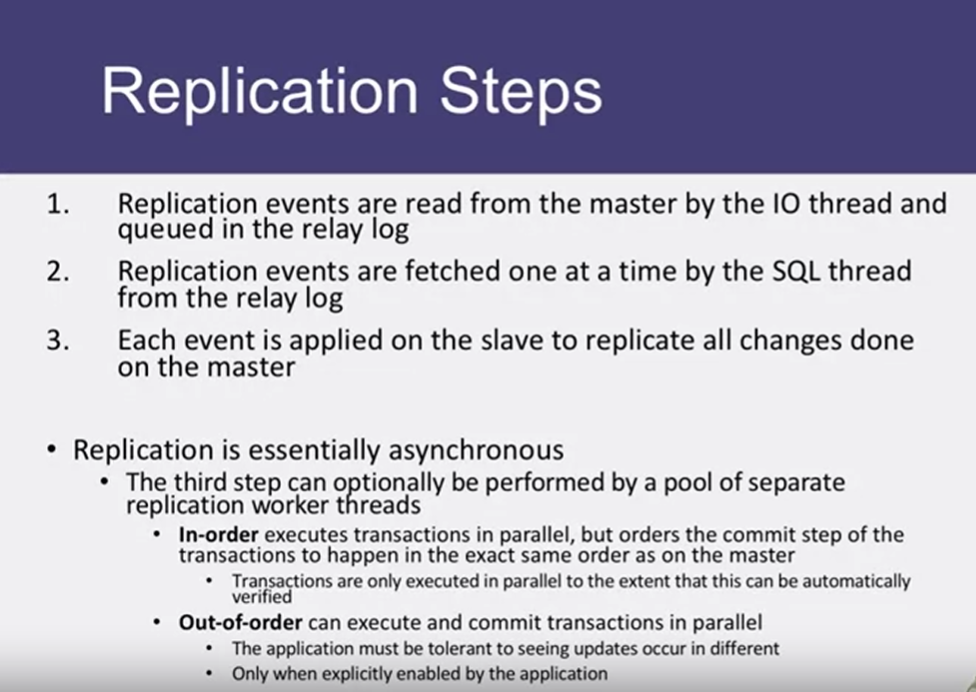 Replication Steps
1. Replication events are read from the master by the IO thread and
queued in the relay log
2. Replication events are fetched one at a time by the SQL thread
from the relay log
3. Each event is applied on the slave to replicate all changes done
on the master
• Replication is essentially asynchronous
• The third step can optionally be performed by a pool of separate
replication worker threads
• In-order executes transactions in parallel, but orders the commit step of the
transactions to happen in the exact same order as on the master
• Transactions are only executed in parallel to the extent that this can be automatically
verified
• Out-of-order can execute and commit transactions in parallel
• The application must be tolerant to seeing updates occur in different
• Only when explicitly enabled by the application